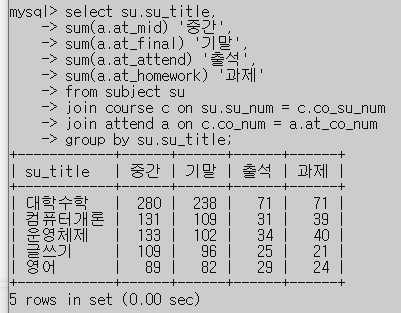 mysql> select su.su_title,
    -> sum(a.at_mid) '중간',
    -> sum(a.at_final) '기말',
    -> sum(a.at_attend) '출석',
    -> sum(a.at_homework) '과제'
    -> from subject su
    -> join course c on su.su_num = c.co_su_num
    -> join attend a on c.co_num = a.at_co_num
    -> group by su.su_title;
+--------------+------+------+------+------+
| su_title | 중간 | 기말 | 출석 | 과제 |
+--------------+------+------+------+------+
| 대학수학 | 280 | 238 | 71 | 71 |
| 컴퓨터개론 | 131 | 109 | 31 | 39 |
| 운영체제 | 133 | 102 | 34 | 40 |
| 글쓰기 | 109 | 96 | 25 | 21 |
| 영어 | 89 | 82 | 29 | 24 |
+--------------+------+------+------+------+
5 rows in set (0.00 sec)